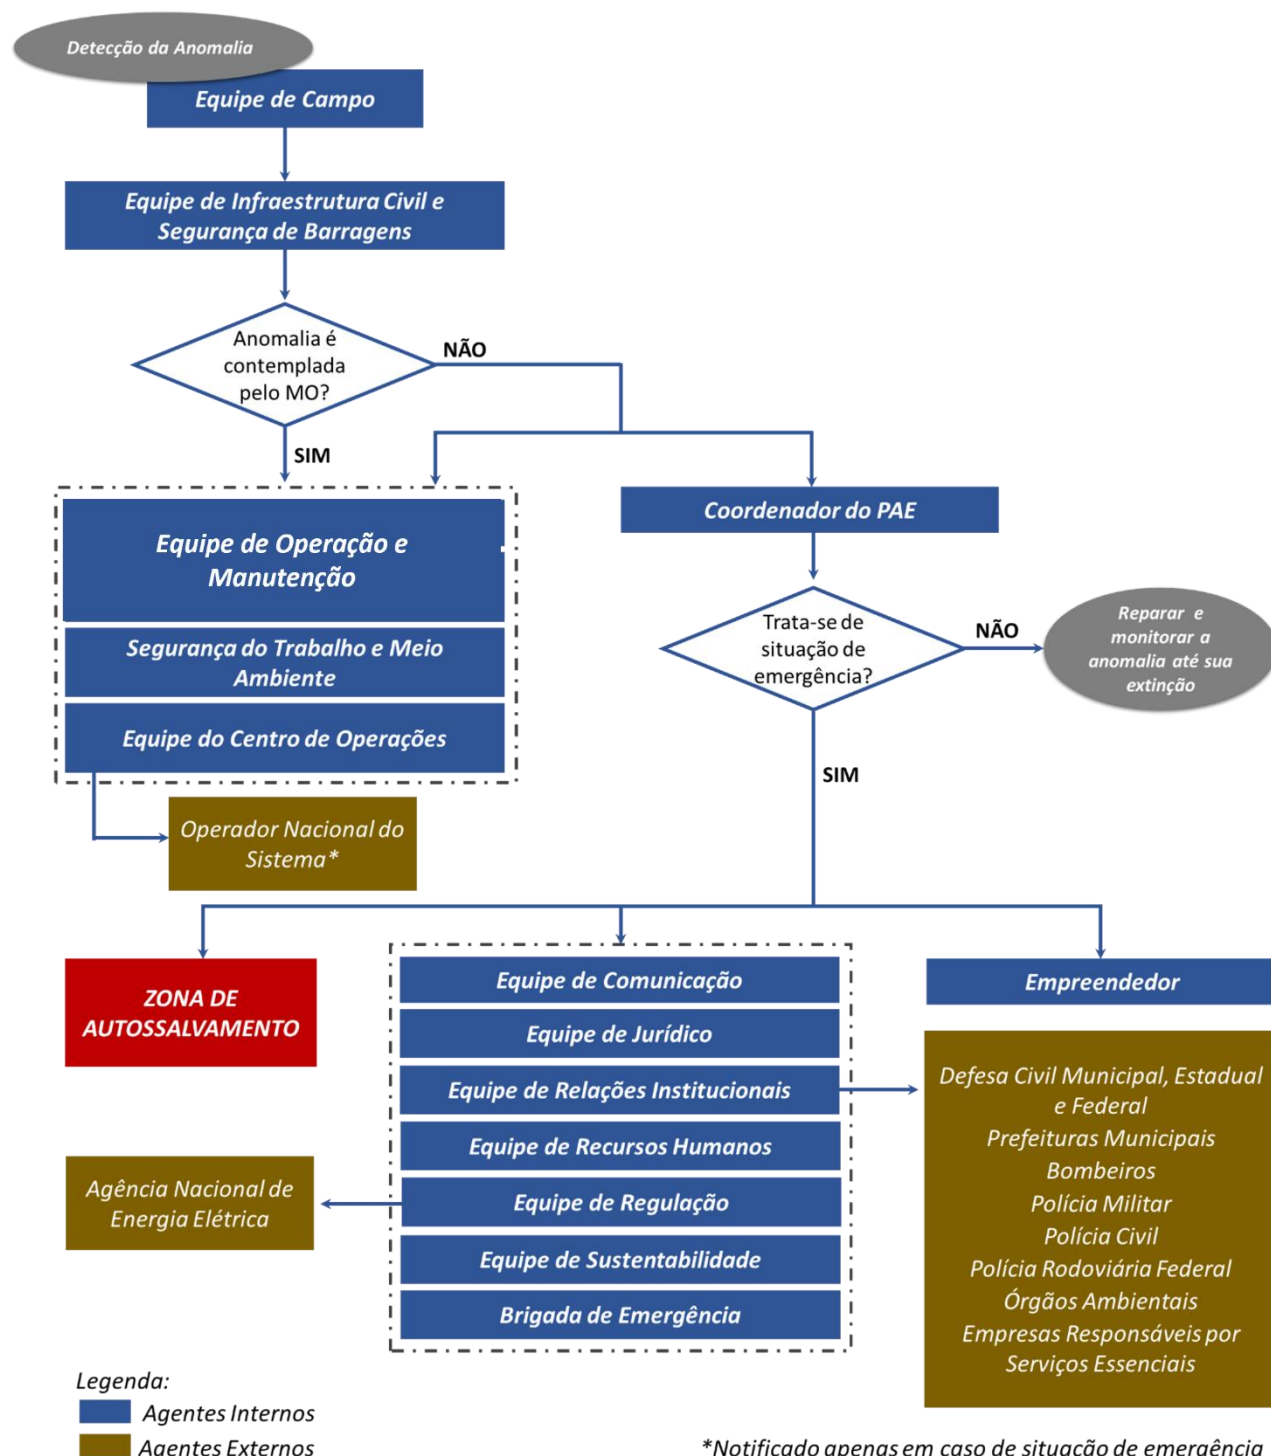 Detecção da Anomalia
Equipe de Campo
Equipe de Infraestrutura Civil e
Segurança de Barragens
Anomalia é
contemplada
pelo MO?
NÃO
SIM
Equipe de Operação e
Manutenção
Segurança do Trabalho e Meio
Ambiente
Equipe do Centro de Operações
Operador Nacional do
Sistema*
Coordenador do PAE
Trata-se de
situação de
emergência?
NÃO
Reparar e
monitorar a
anomalia até sua
extinção
SIM
ZONA DE
AUTOSSALVAMENTO
Equipe de Comunicação
Equipe de Jurídico
Equipe de Relações Institucionais
Equipe de Recursos Humanos
Equipe de Regulação
Equipe de Sustentabilidade
Brigada de Emergência
Agência Nacional de
Energia Elétrica
Empreendedor
Defesa Civil Municipal, Estadual
e Federal
Prefeituras Municipais
Bombeiros
Polícia Militar
Polícia Civil
Polícia Rodoviária Federal
Órgãos Ambientais
Empresas Responsáveis por
Serviços Essenciais
Legenda:
Agentes Internos
Agentes Externos
*Notificado apenas em caso de situação de emergência